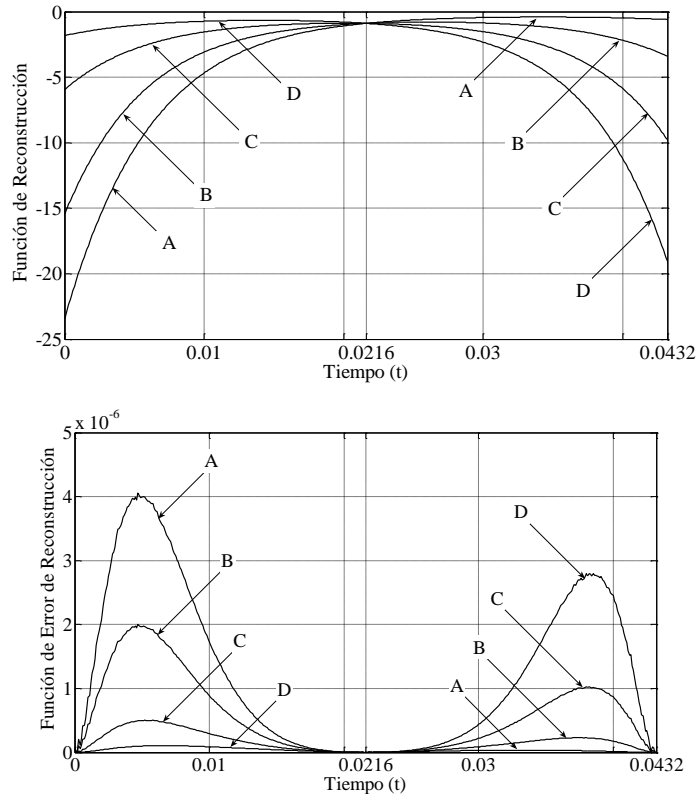 0
-5
-10
-15
-20
-25
Función de Reconstrucción
A
B
C
D
A
B
C
D
0
0.01
0.0216
0.03
0.0432
Tiempo (t)
x 10⁻⁶
5
4
3
2
1
0
Función de Error de Reconstrucción
A
B
C
D
D
C
B
A
0
0.01
0.0216
0.03
0.0432
Tiempo (t)